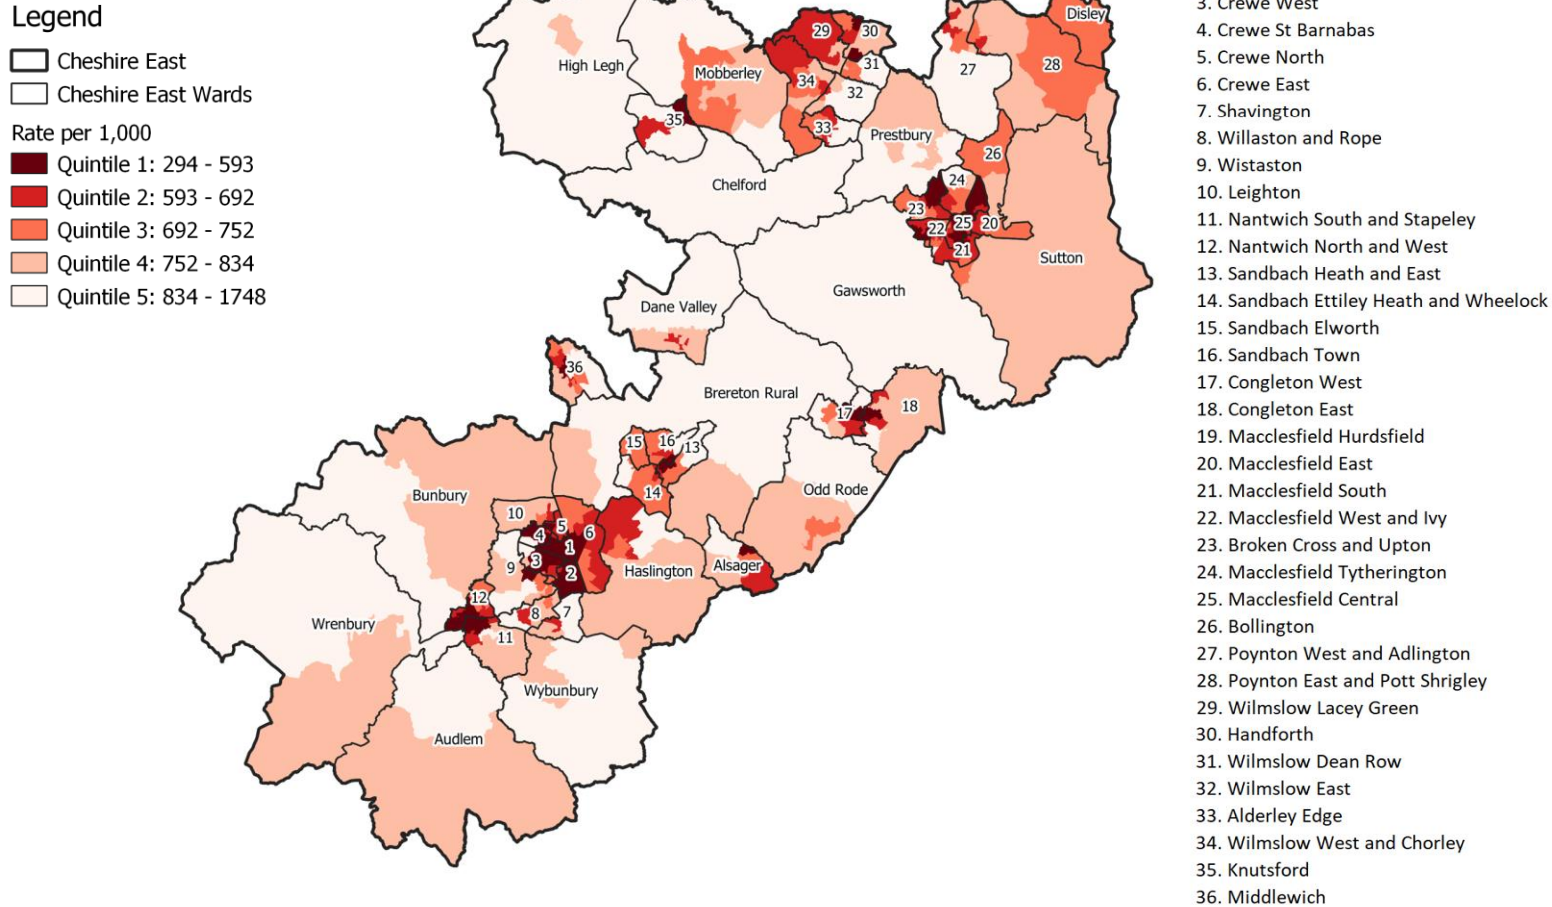 Legend
Cheshire East
Cheshire East Wards
Rate per 1,000
Quintile 1: 294 - 593
Quintile 2: 593 - 692
Quintile 3: 692 - 752
Quintile 4: 752 - 834
Quintile 5: 834 - 1748
Disley
29
30
High Legh
Mobberley
31
27
28
34
32
35
33
Prestbury
26
24
Chelford
23
25
20
22
21
Sutton
Gawsworth
Dane Valley
36
Brereton Rural
17
18
15
16
13
14
Odd Rode
Bunbury
10
5
4
6
1
3
9
2
Haslington
Alsager
12
8
7
Wrenbury
11
Wybunbury
Audlem
3. Crewe West
4. Crewe St Barnabas
5. Crewe North
6. Crewe East
7. Shavington
8. Willaston and Rope
9. Wistaston
10. Leighton
11. Nantwich South and Stapeley
12. Nantwich North and West
13. Sandbach Heath and East
14. Sandbach Ettiley Heath and Wheelock
15. Sandbach Elworth
16. Sandbach Town
17. Congleton West
18. Congleton East
19. Macclesfield Hurdsfield
20. Macclesfield East
21. Macclesfield South
22. Macclesfield West and Ivy
23. Broken Cross and Upton
24. Macclesfield Tytherington
25. Macclesfield Central
26. Bollington
27. Poynton West and Adlington
28. Poynton East and Pott Shrigley
29. Wilmslow Lacey Green
30. Handforth
31. Wilmslow Dean Row
32. Wilmslow East
33. Alderley Edge
34. Wilmslow West and Chorley
35. Knutsford
36. Middlewich